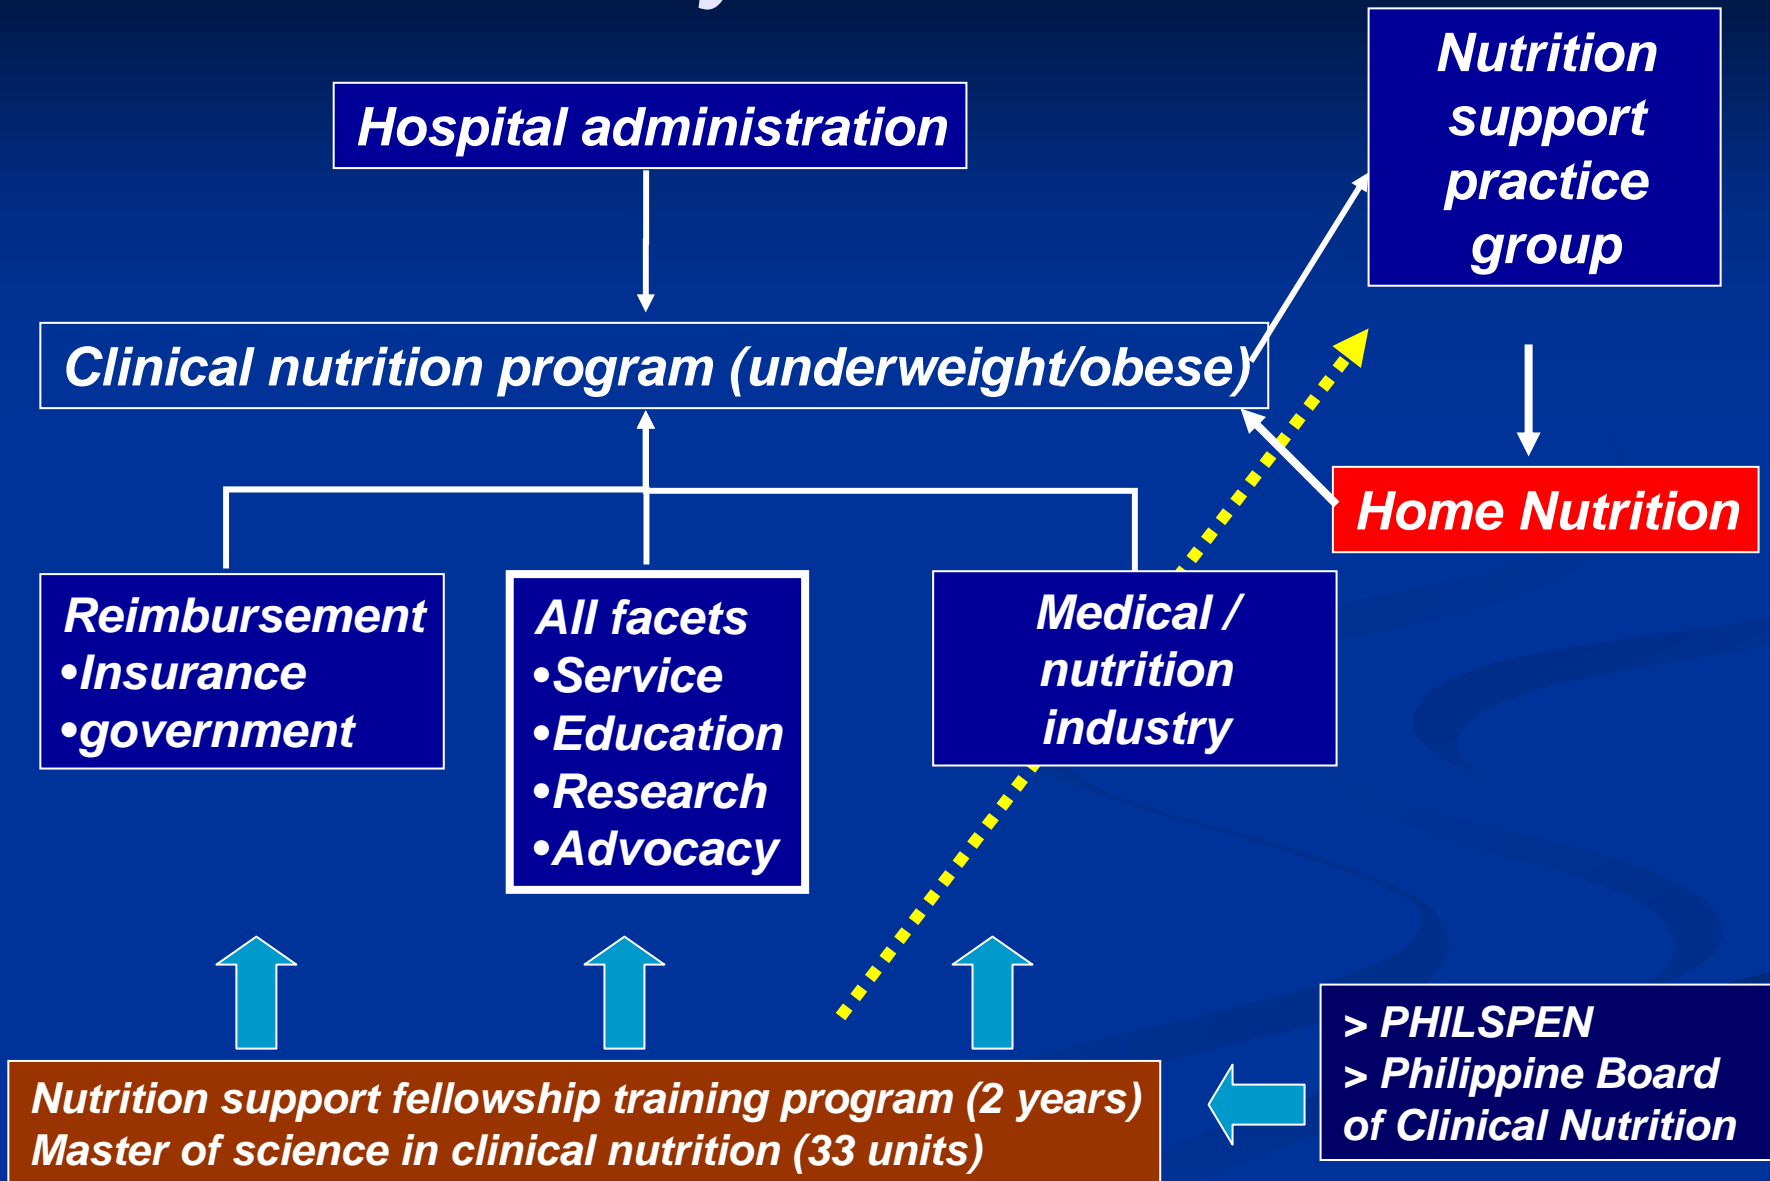 Hospital administration
Nutrition
support
practice
group
Clinical nutrition program (underweight/obese)
Home Nutrition
Reimbursement
•Insurance
•government
All facets
•Service
•Education
•Research
•Advocacy
Medical /
nutrition
industry
> PHILSPEN
> Philippine Board
of Clinical Nutrition
Nutrition support fellowship training program (2 years)
Master of science in clinical nutrition (33 units)